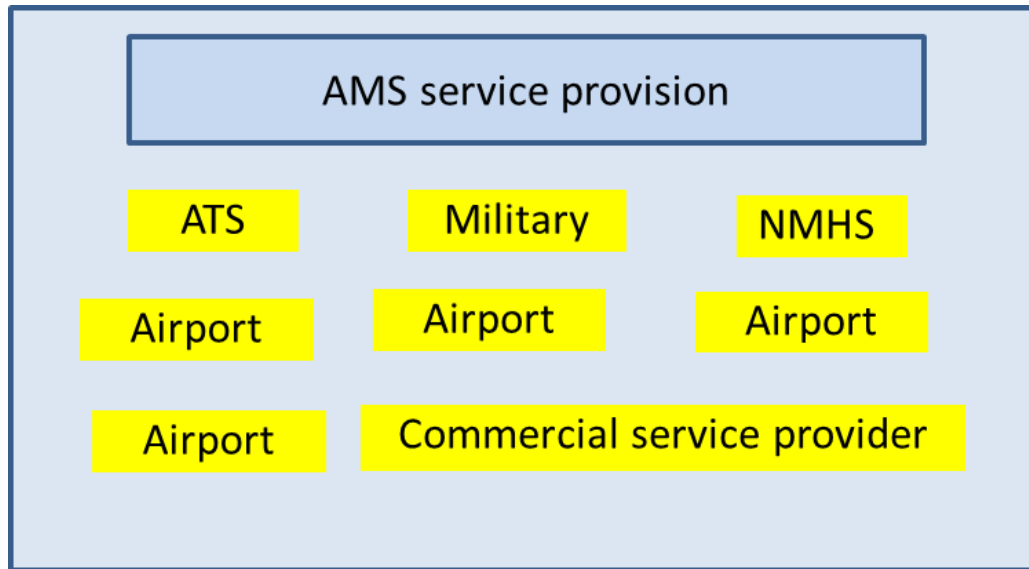 AMS service provision
ATS
Military
NMHS
Airport
Airport
Airport
Airport
Commercial service provider